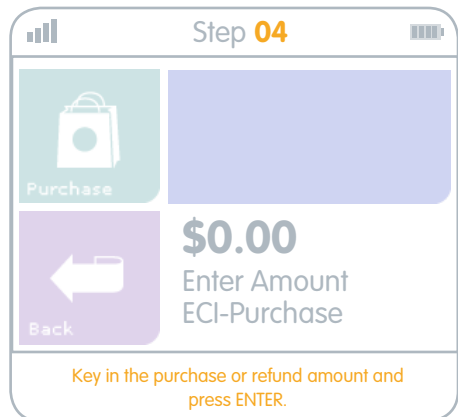 Step 04
Purchase
$0.00
Enter Amount
ECI-Purchase
Back
Key in the purchase or refund amount and
press ENTER.